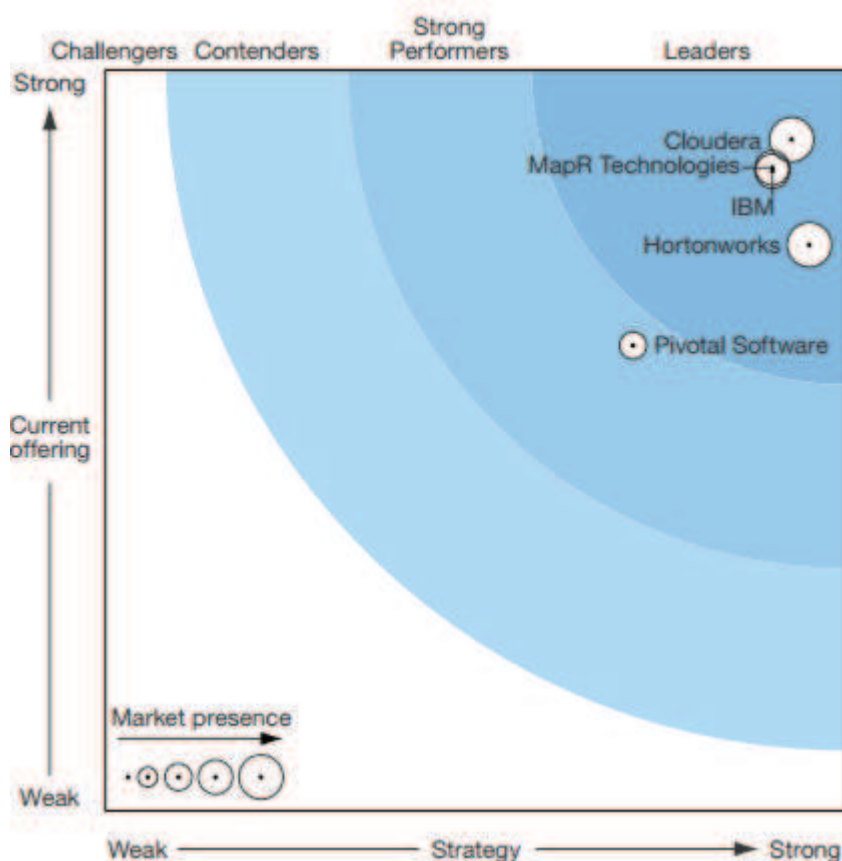 Strong
Performers
Challengers Contenders Leaders
Strong
Cloudera
MapR Technologies
IBM
Hortonworks
Pivotal Software
Current
offering
Market presence
Weak
Weak Strategy Strong